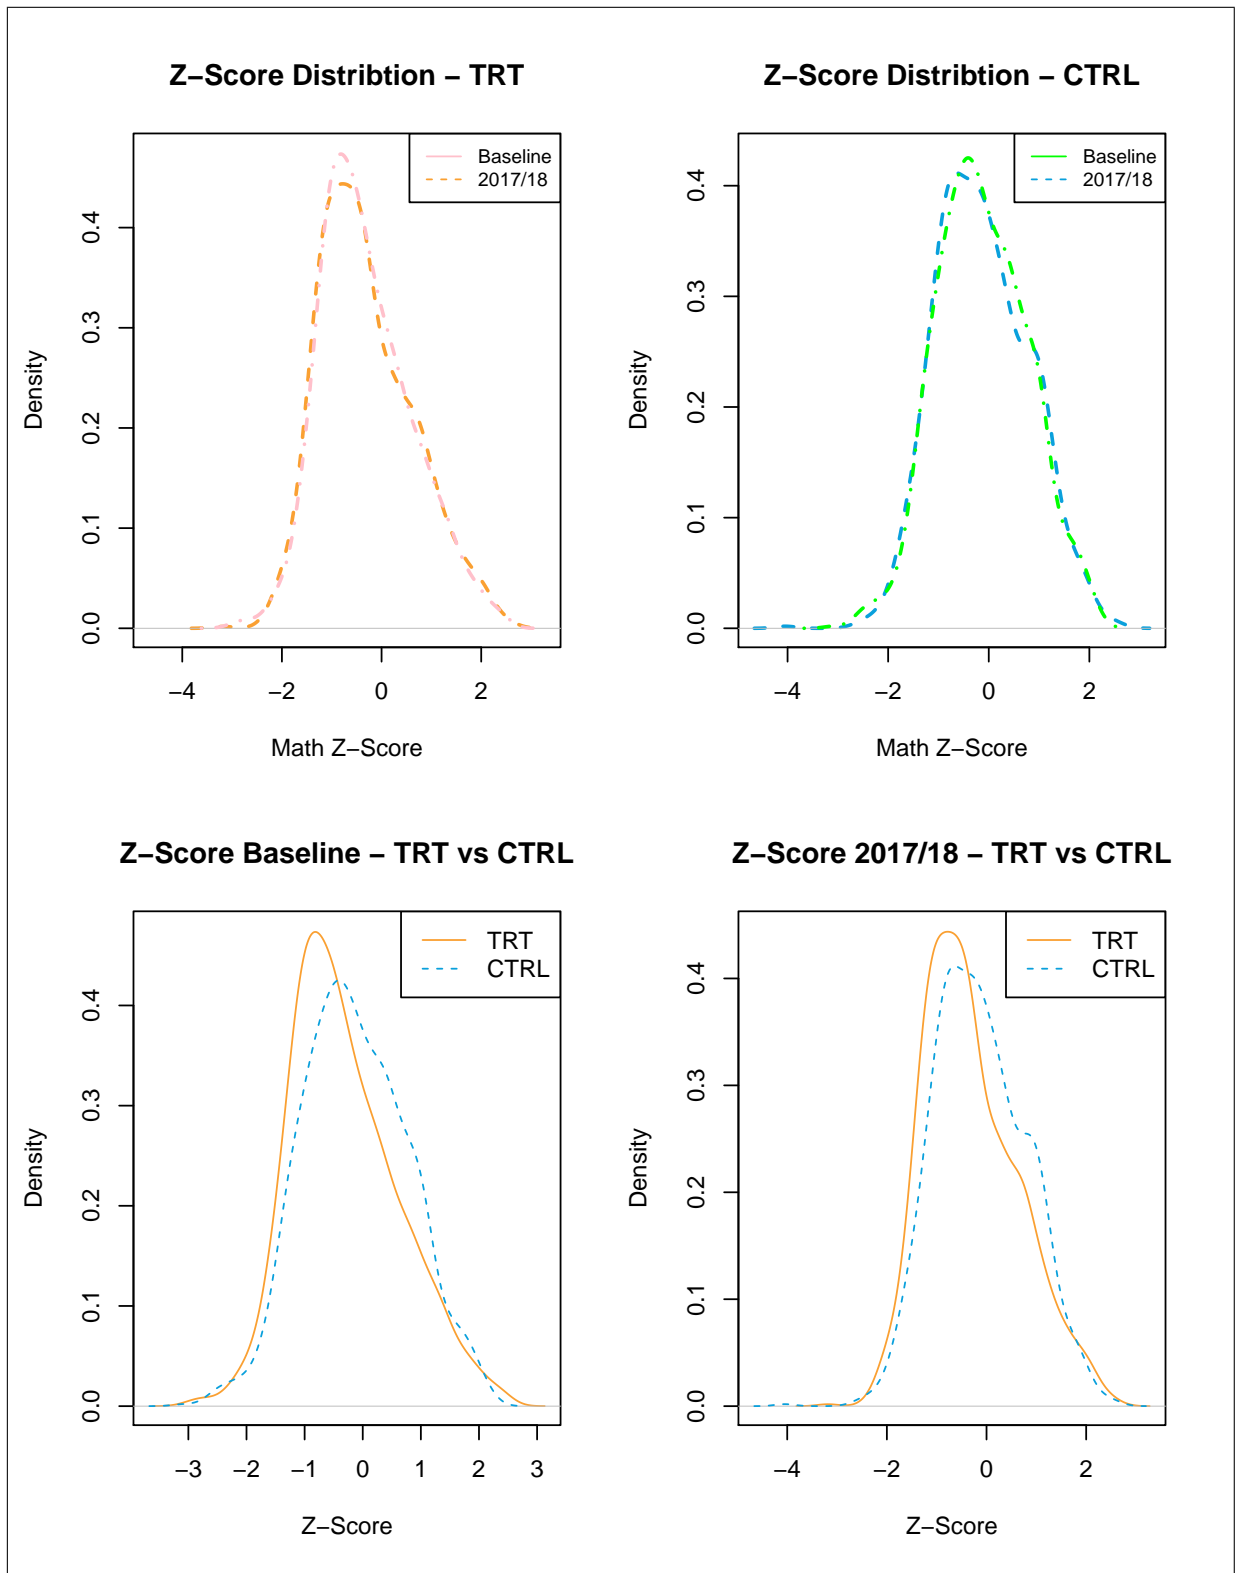 Z−Score Distribtion − TRT
Baseline
2017/18
Density
0.0
0.1
0.2
0.3
0.4
−4 −2 0 2
Math Z−Score
Z−Score Distribtion − CTRL
Baseline
2017/18
Density
0.0
0.1
0.2
0.3
0.4
−4 −2 0 2
Math Z−Score
Z−Score Baseline − TRT vs CTRL
TRT
CTRL
Density
0.0
0.1
0.2
0.3
0.4
−3 −2 −1 0 1 2 3
Z−Score
Z−Score 2017/18 − TRT vs CTRL
TRT
CTRL
Density
0.0
0.1
0.2
0.3
0.4
−4 −2 0 2
Z−Score